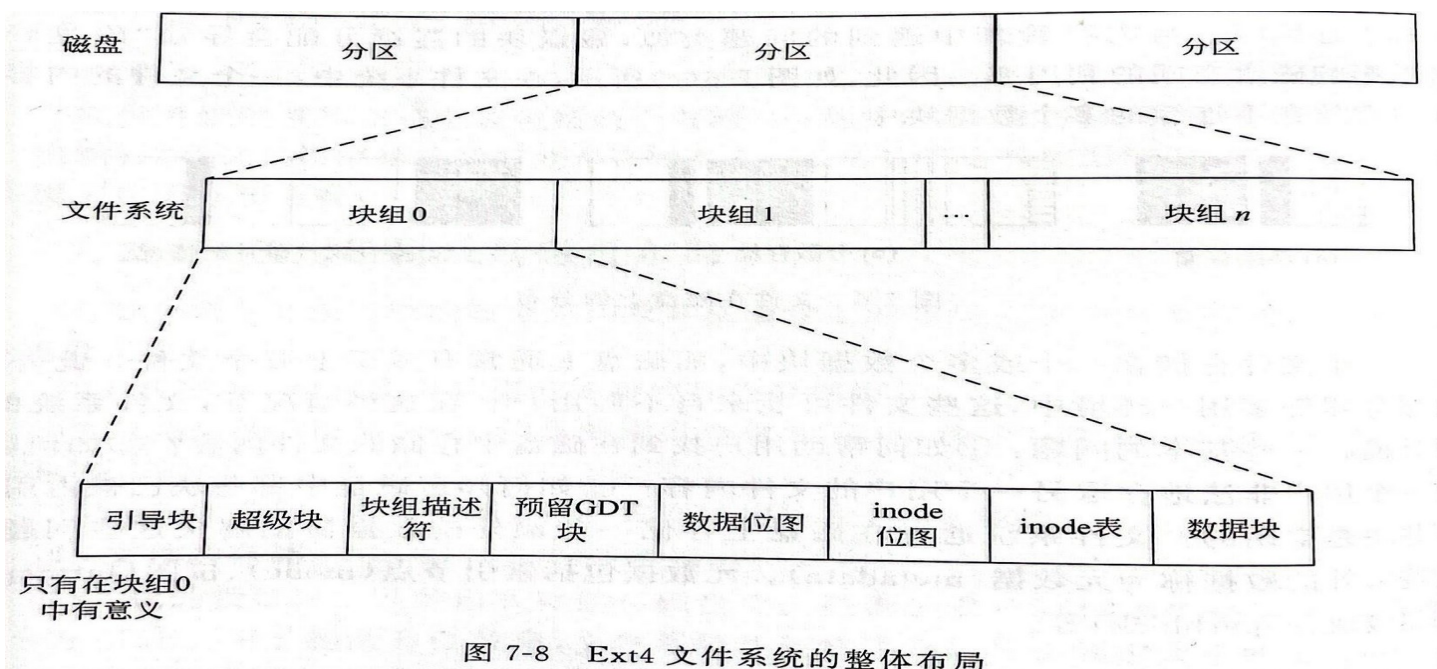 磁盘
分区
分区
分区
文件系统
块组0
块组1
…
块组n
引导块
超级块
块组描述
符
预留GDT
块
数据位图
inode
位图
inode表
数据块
只有在块组0
中有意义
图 7-8 Ext4 文件系统的整体布局